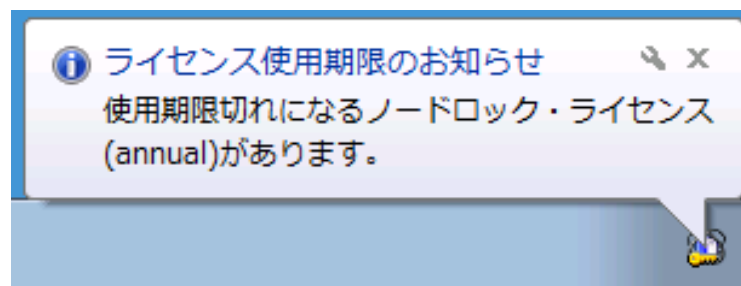 ライセンス使用期限のお知らせ
使用期限切れになるノードロック・ライセンス
(annual)があります。